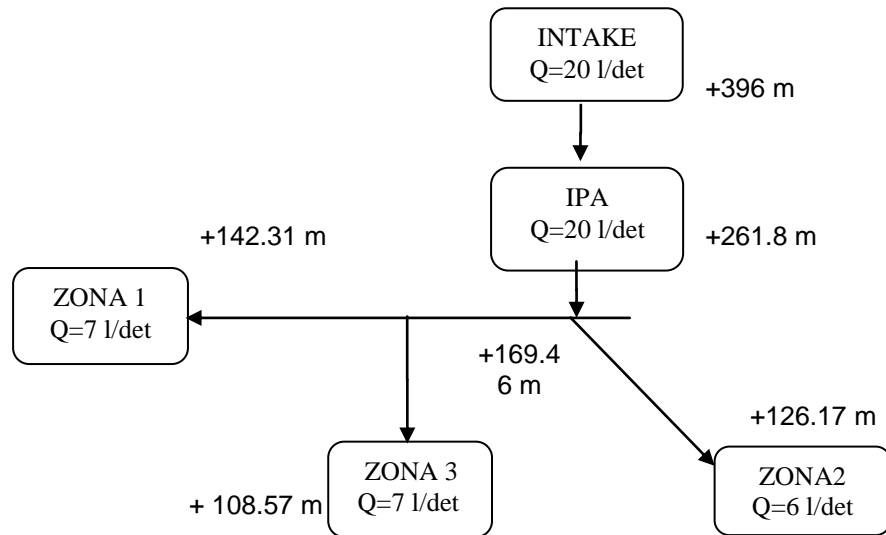 INTAKE
Q=20 l/det
+396 m
IPA
Q=20 l/det
+142.31 m
+261.8 m
ZONA 1
Q=7 l/det
+169.4
6 m
+126.17 m
ZONA 3
Q=7 l/det
+ 108.57 m
ZONA2
Q=6 l/det